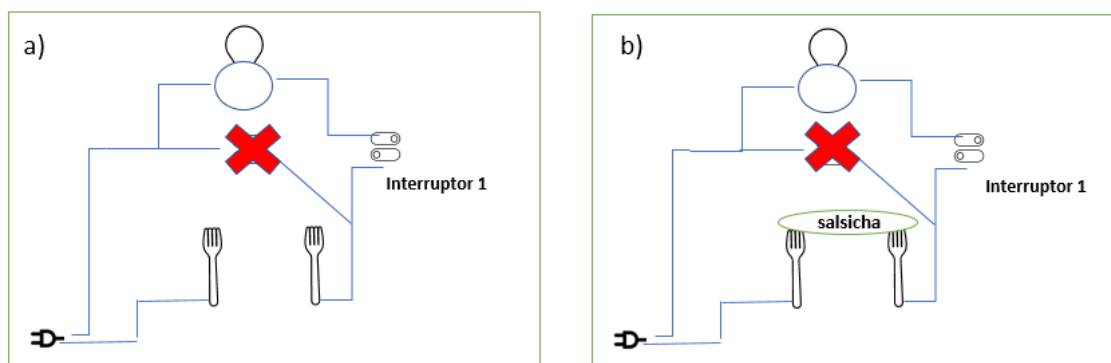 a)
Interruptor 1
b)
Interruptor 1
salsicha